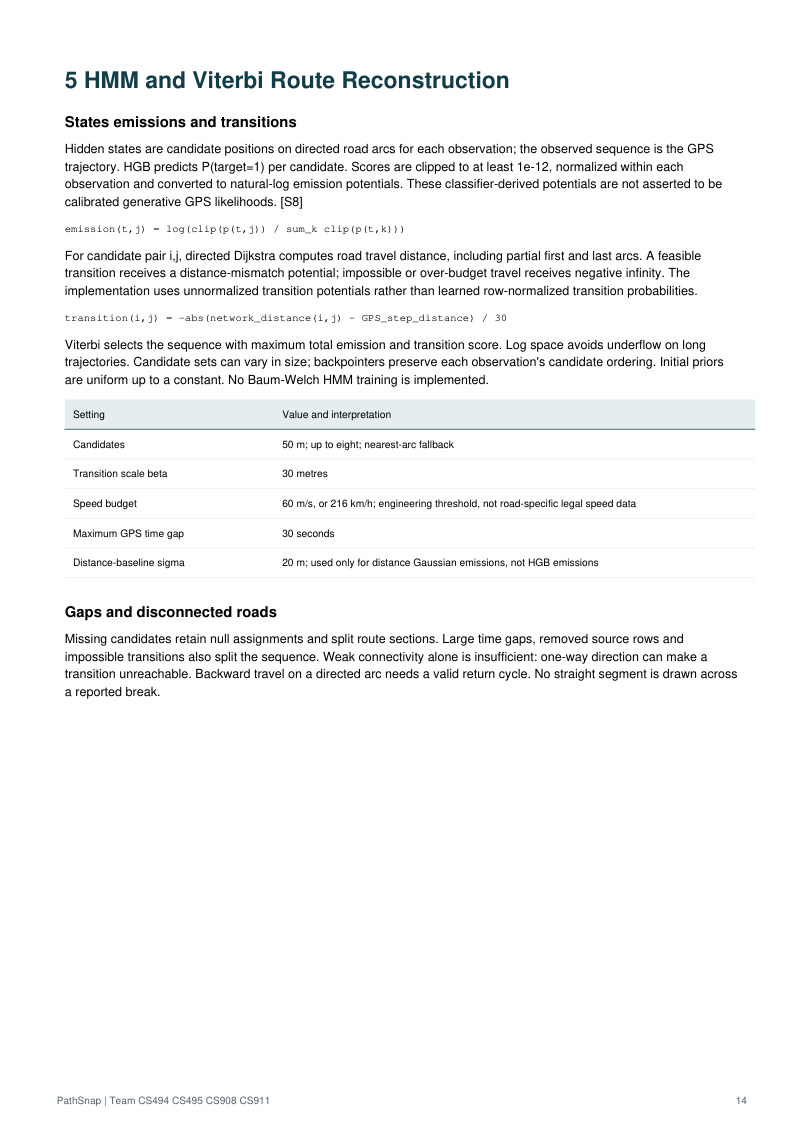 5 HMM and Viterbi Route Reconstruction
States emissions and transitions
Hidden states are candidate positions on directed road arcs for each observation; the observed sequence is the GPS
trajectory. HGB predicts P(target=1) per candidate. Scores are clipped to at least 1e-12, normalized within each
observation and converted to natural-log emission potentials. These classifier-derived potentials are not asserted to be
calibrated generative GPS likelihoods. [S8]
emission(t,j) = log(clip(p(t,j)) / sum_k clip(p(t,k)))
For candidate pair i,j, directed Dijkstra computes road travel distance, including partial first and last arcs. A feasible
transition receives a distance-mismatch potential; impossible or over-budget travel receives negative infinity. The
implementation uses unnormalized transition potentials rather than learned row-normalized transition probabilities.
transition(i,j) = -abs(network_distance(i,j) - GPS_step_distance) / 30
Viterbi selects the sequence with maximum total emission and transition score. Log space avoids underflow on long
trajectories. Candidate sets can vary in size; backpointers preserve each observation's candidate ordering. Initial priors
are uniform up to a constant. No Baum-Welch HMM training is implemented.
Setting Value and interpretation
Candidates 50 m; up to eight; nearest-arc fallback
Transition scale beta 30 metres
Speed budget 60 m/s, or 216 km/h; engineering threshold, not road-specific legal speed data
Maximum GPS time gap 30 seconds
Distance-baseline sigma 20 m; used only for distance Gaussian emissions, not HGB emissions
Gaps and disconnected roads
Missing candidates retain null assignments and split route sections. Large time gaps, removed source rows and
impossible transitions also split the sequence. Weak connectivity alone is insufficient: one-way direction can make a
transition unreachable. Backward travel on a directed arc needs a valid return cycle. No straight segment is drawn across
a reported break.
PathSnap | Team CS494 CS495 CS908 CS911 14